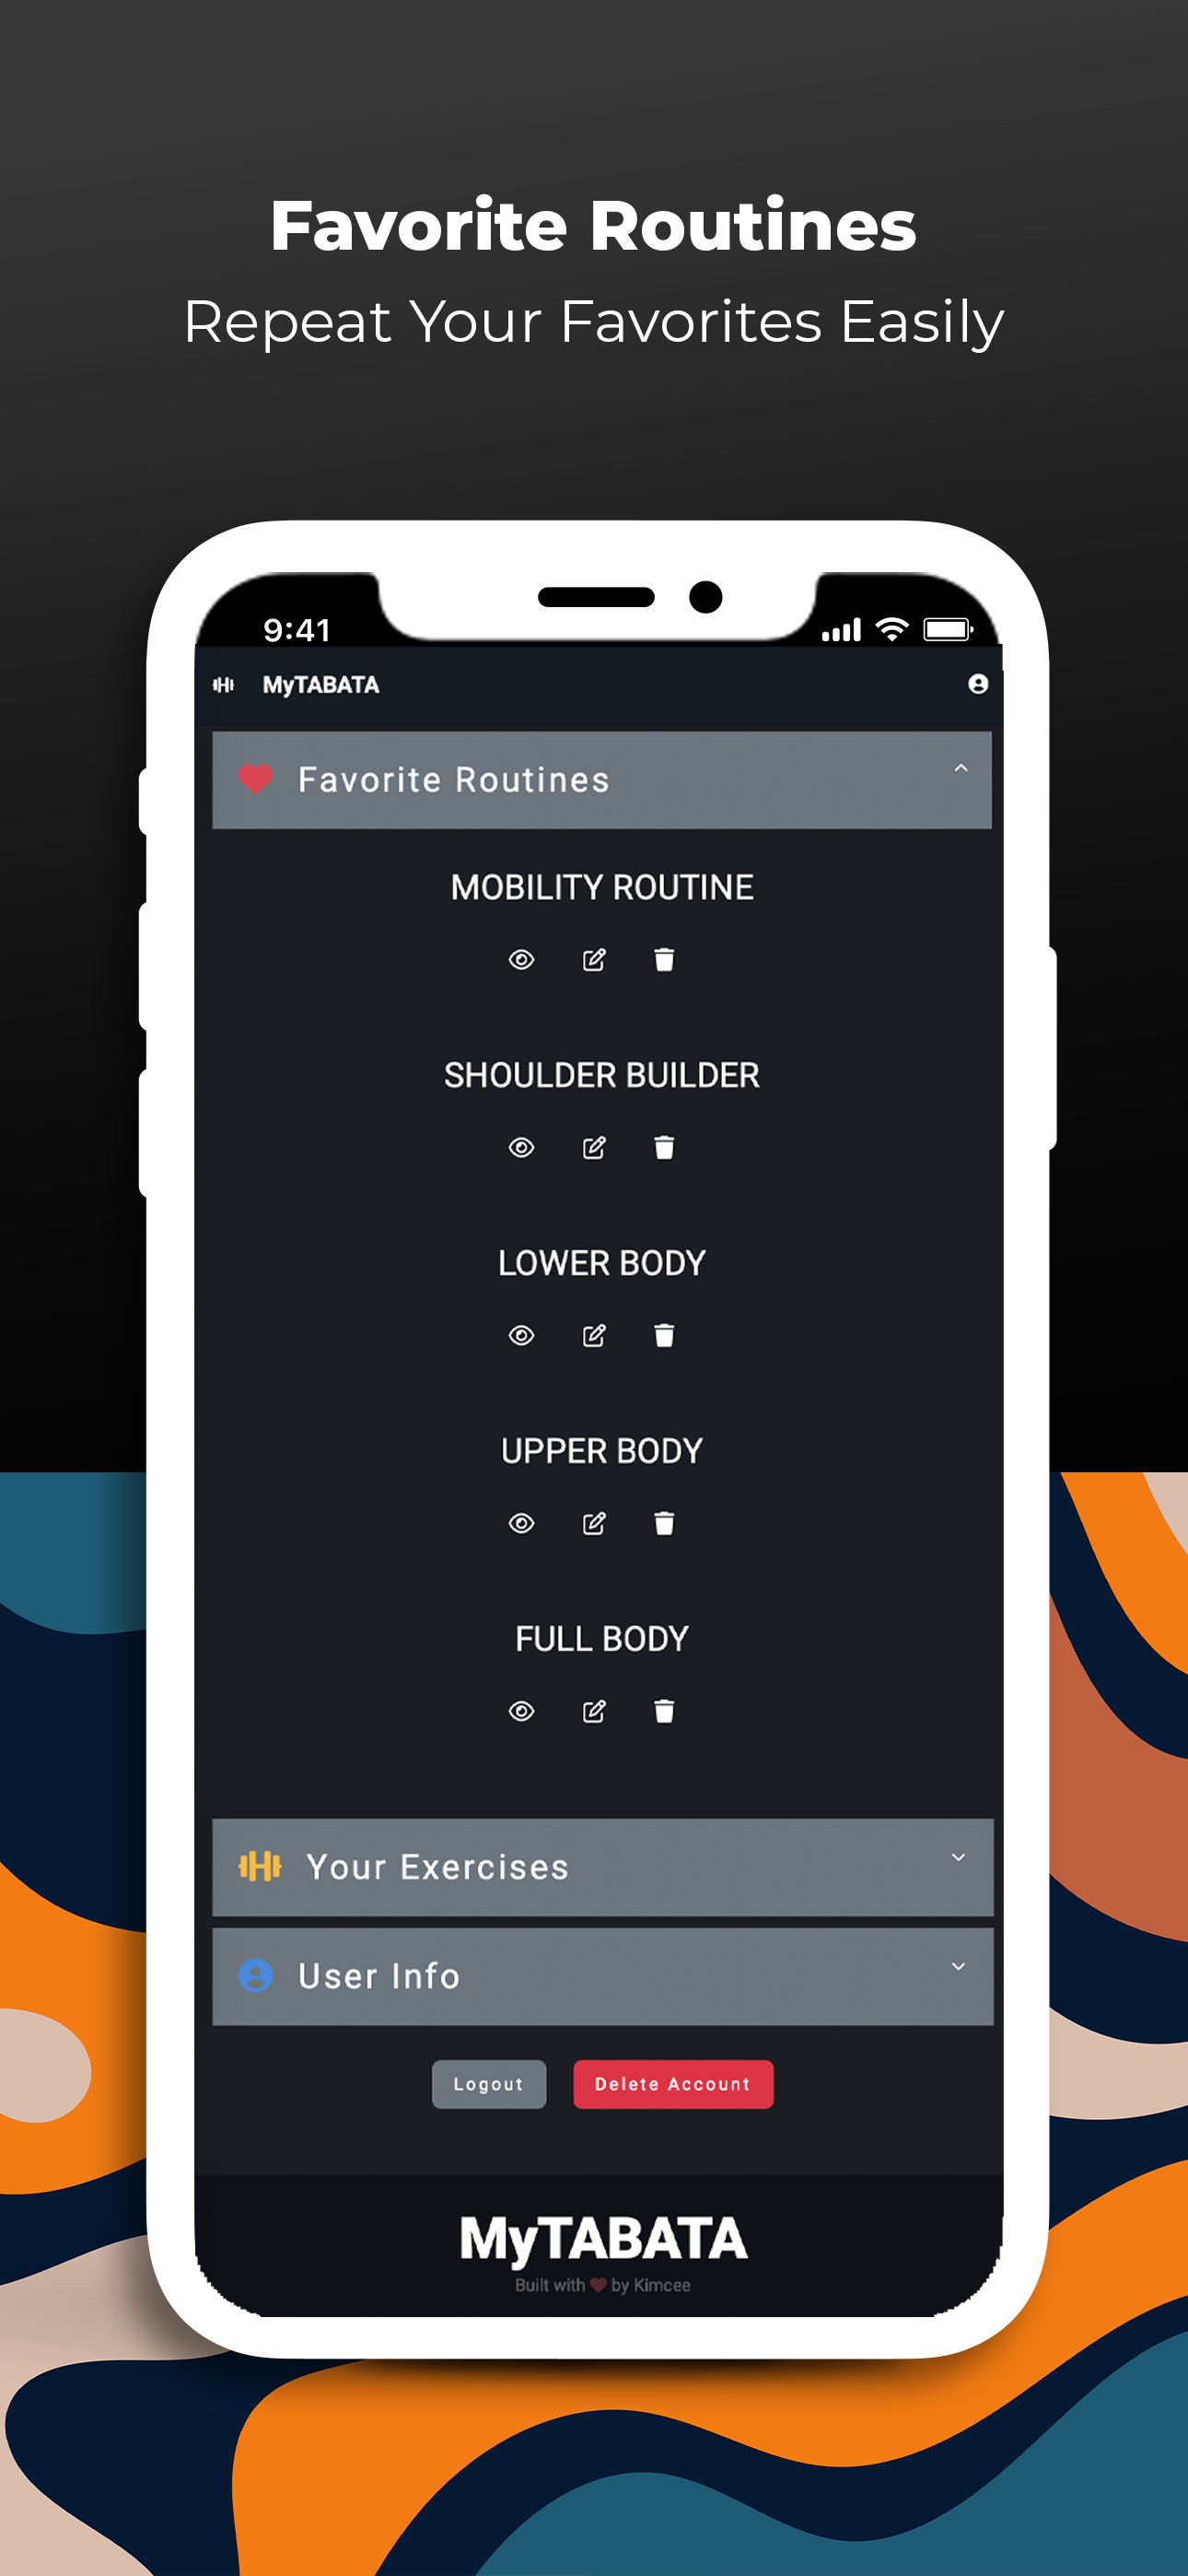 Favorite Routines
Repeat Your Favorites Easily
9:41
MyTABATA
Favorite Routines
MOBILITY ROUTINE
SHOULDER BUILDER
LOWER BODY
UPPER BODY
FULL BODY
Your Exercises
User Info
Logout Delete Account
MyTABATA
Built with ❤ by Kimcee